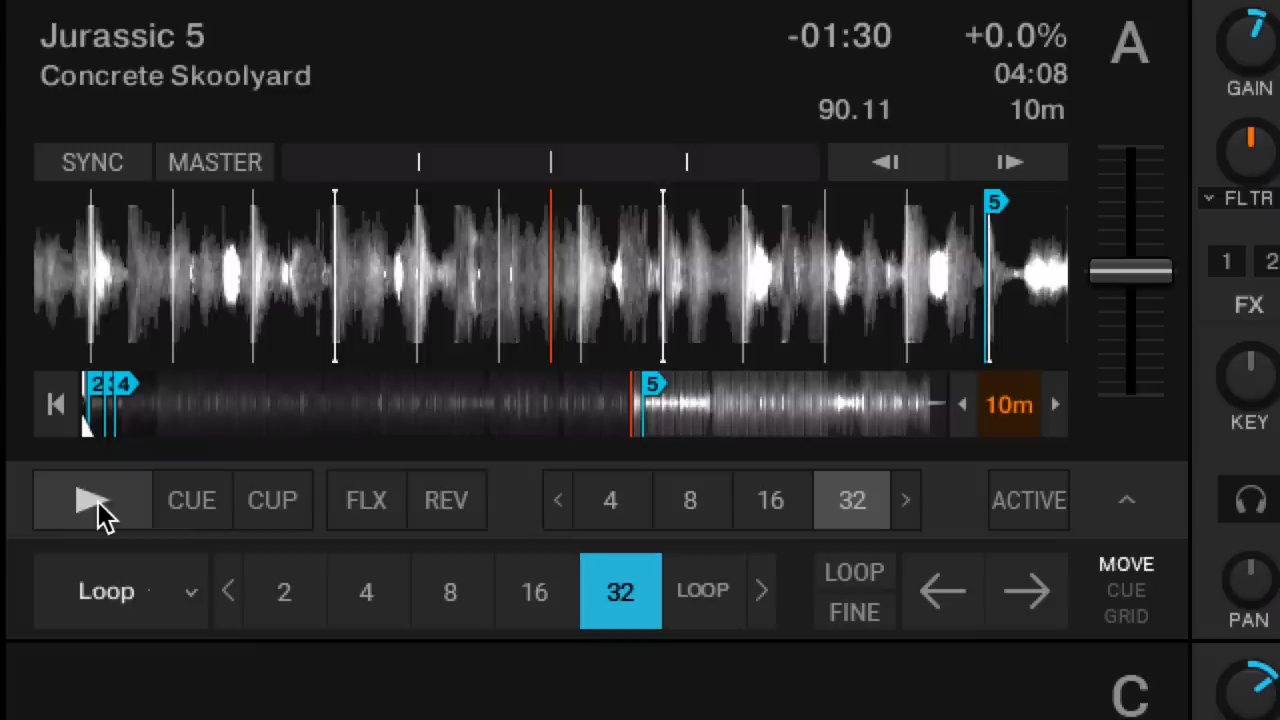 Jurassic 5 -01:30 +0.0% A
Concrete Skoolyard 04:08
90.11 10m
GAIN
SYNC MASTER
FLTR
5
1 2
FX
2 3 4 5 10m
KEY
CUE CUP FLX REV < 4 8 16 32 > ACTIVE
Loop < 2 4 8 16 32 LOOP > LOOP MOVE
CUE
FINE GRID
PAN
C